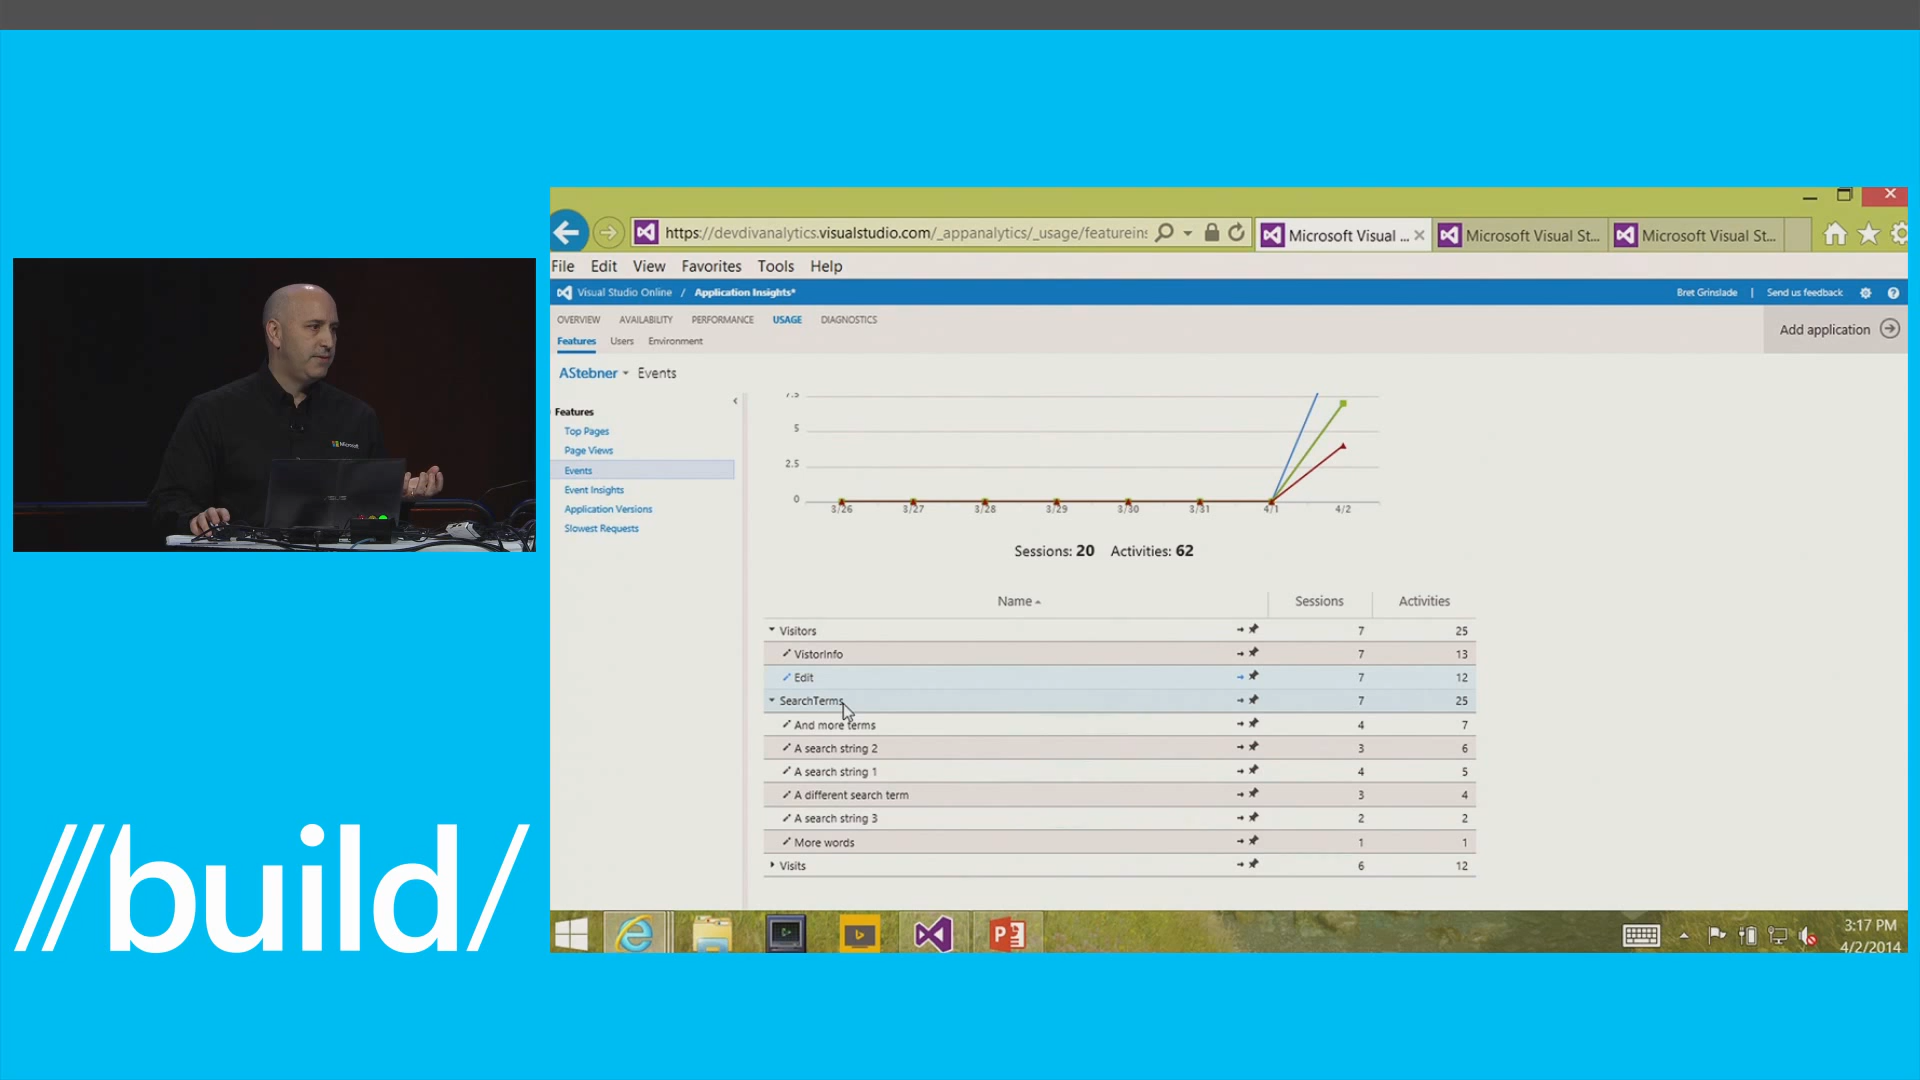 https://devdivanalytics.visualstudio.com/_appanalytics/_usage/featureins
Microsoft Visual ...
Microsoft Visual St...
Microsoft Visual St...
File Edit View Favorites Tools Help
Visual Studio Online / Application Insights*
Bret Grinslade | Send us feedback
OVERVIEW AVAILABILITY PERFORMANCE USAGE DIAGNOSTICS
Features Users Environment
Add application
AStebner Events
Features
Top Pages
Page Views
Events
Event Insights
Application Versions
Slowest Requests
7.5
5
2.5
0
3/26 3/27 3/28 3/29 3/30 3/31 4/1 4/2
Sessions: 20 Activities: 62
Name Sessions Activities
Visitors 7 25
VistorInfo 7 13
Edit 7 12
SearchTerms 7 25
And more terms 4 7
A search string 2 3 6
A search string 1 4 5
A different search term 3 4
A search string 3 2 2
More words 1 1
Visits 6 12
3:17 PM
4/2/2014
Microsoft
ASUS
//build/